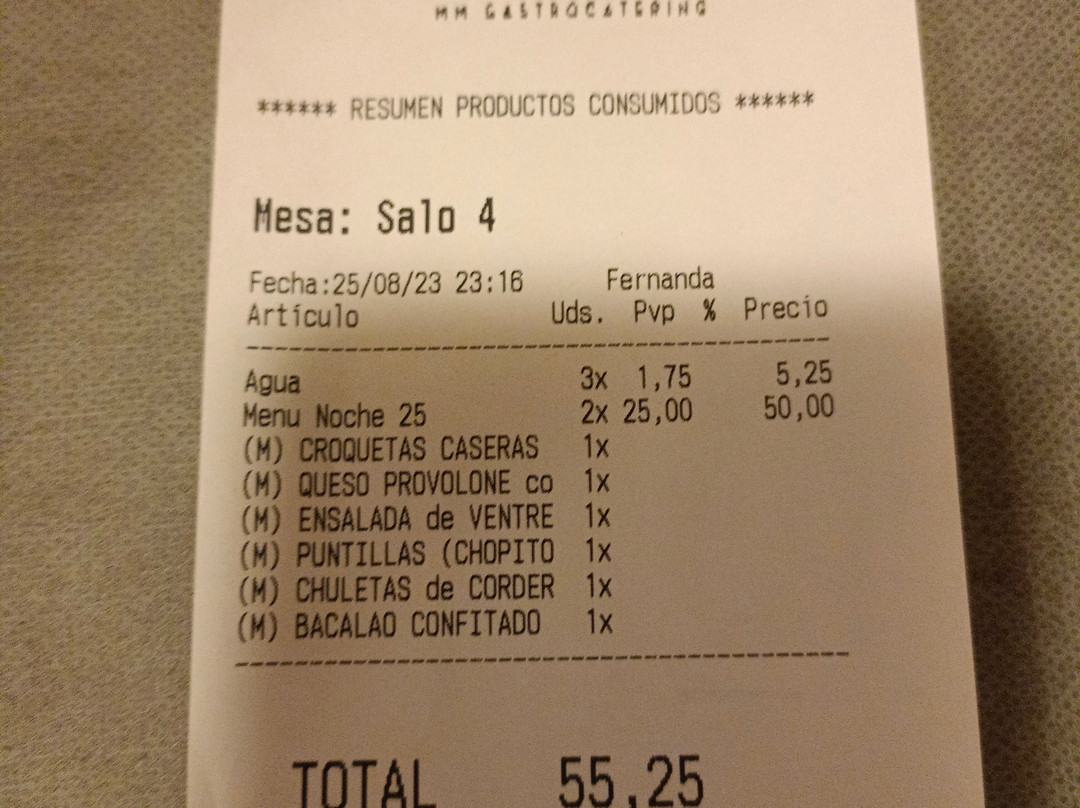 MM GASTROCATERING
****** RESUMEN PRODUCTOS CONSUMIDOS ******
Mesa: Salo 4
Fecha:25/08/23 23:16 Fernanda
Artículo Uds. Pvp % Precio
Agua 3x 1,75 5,25
Menu Noche 25 2x 25,00 50,00
(M) CROQUETAS CASERAS 1x
(M) QUESO PROVOLONE co 1x
(M) ENSALADA de VENTRE 1x
(M) PUNTILLAS (CHOPITO 1x
(M) CHULETAS de CORDER 1x
(M) BACALAO CONFITADO 1x
TOTAL 55,25